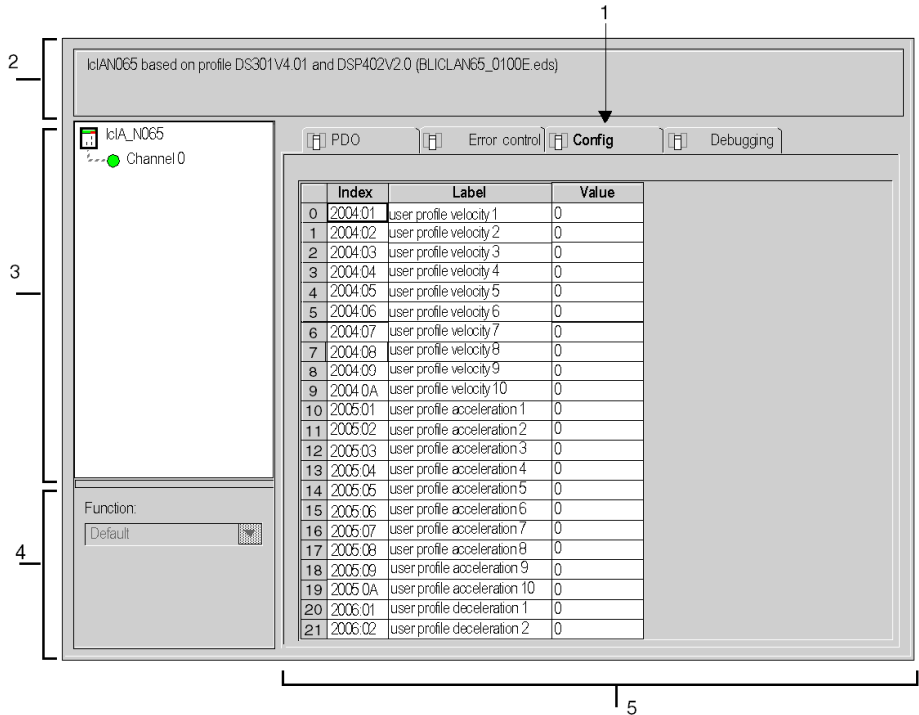 1
2
IclAN065 based on profile DS301V4.01 and DSP402V2.0 (BLICLAN65_0100E.eds)
3
IcIA_N065
Channel 0
PDO Error control Config Debugging
Index Label Value
0 2004:01 user profile velocity 1 0
1 2004:02 user profile velocity 2 0
2 2004:03 user profile velocity 3 0
3 2004:04 user profile velocity 4 0
4 2004:05 user profile velocity 5 0
5 2004:06 user profile velocity 6 0
6 2004:07 user profile velocity 7 0
7 2004:08 user profile velocity 8 0
8 2004:09 user profile velocity 9 0
9 2004:0A user profile velocity 10 0
10 2005:01 user profile acceleration 1 0
11 2005:02 user profile acceleration 2 0
12 2005:03 user profile acceleration 3 0
13 2005:04 user profile acceleration 4 0
14 2005:05 user profile acceleration 5 0
15 2005:06 user profile acceleration 6 0
16 2005:07 user profile acceleration 7 0
17 2005:08 user profile acceleration 8 0
18 2005:09 user profile acceleration 9 0
19 2005:0A user profile acceleration 10 0
20 2006:01 user profile deceleration 1 0
21 2006:02 user profile deceleration 2 0
4
Function:
Default
5